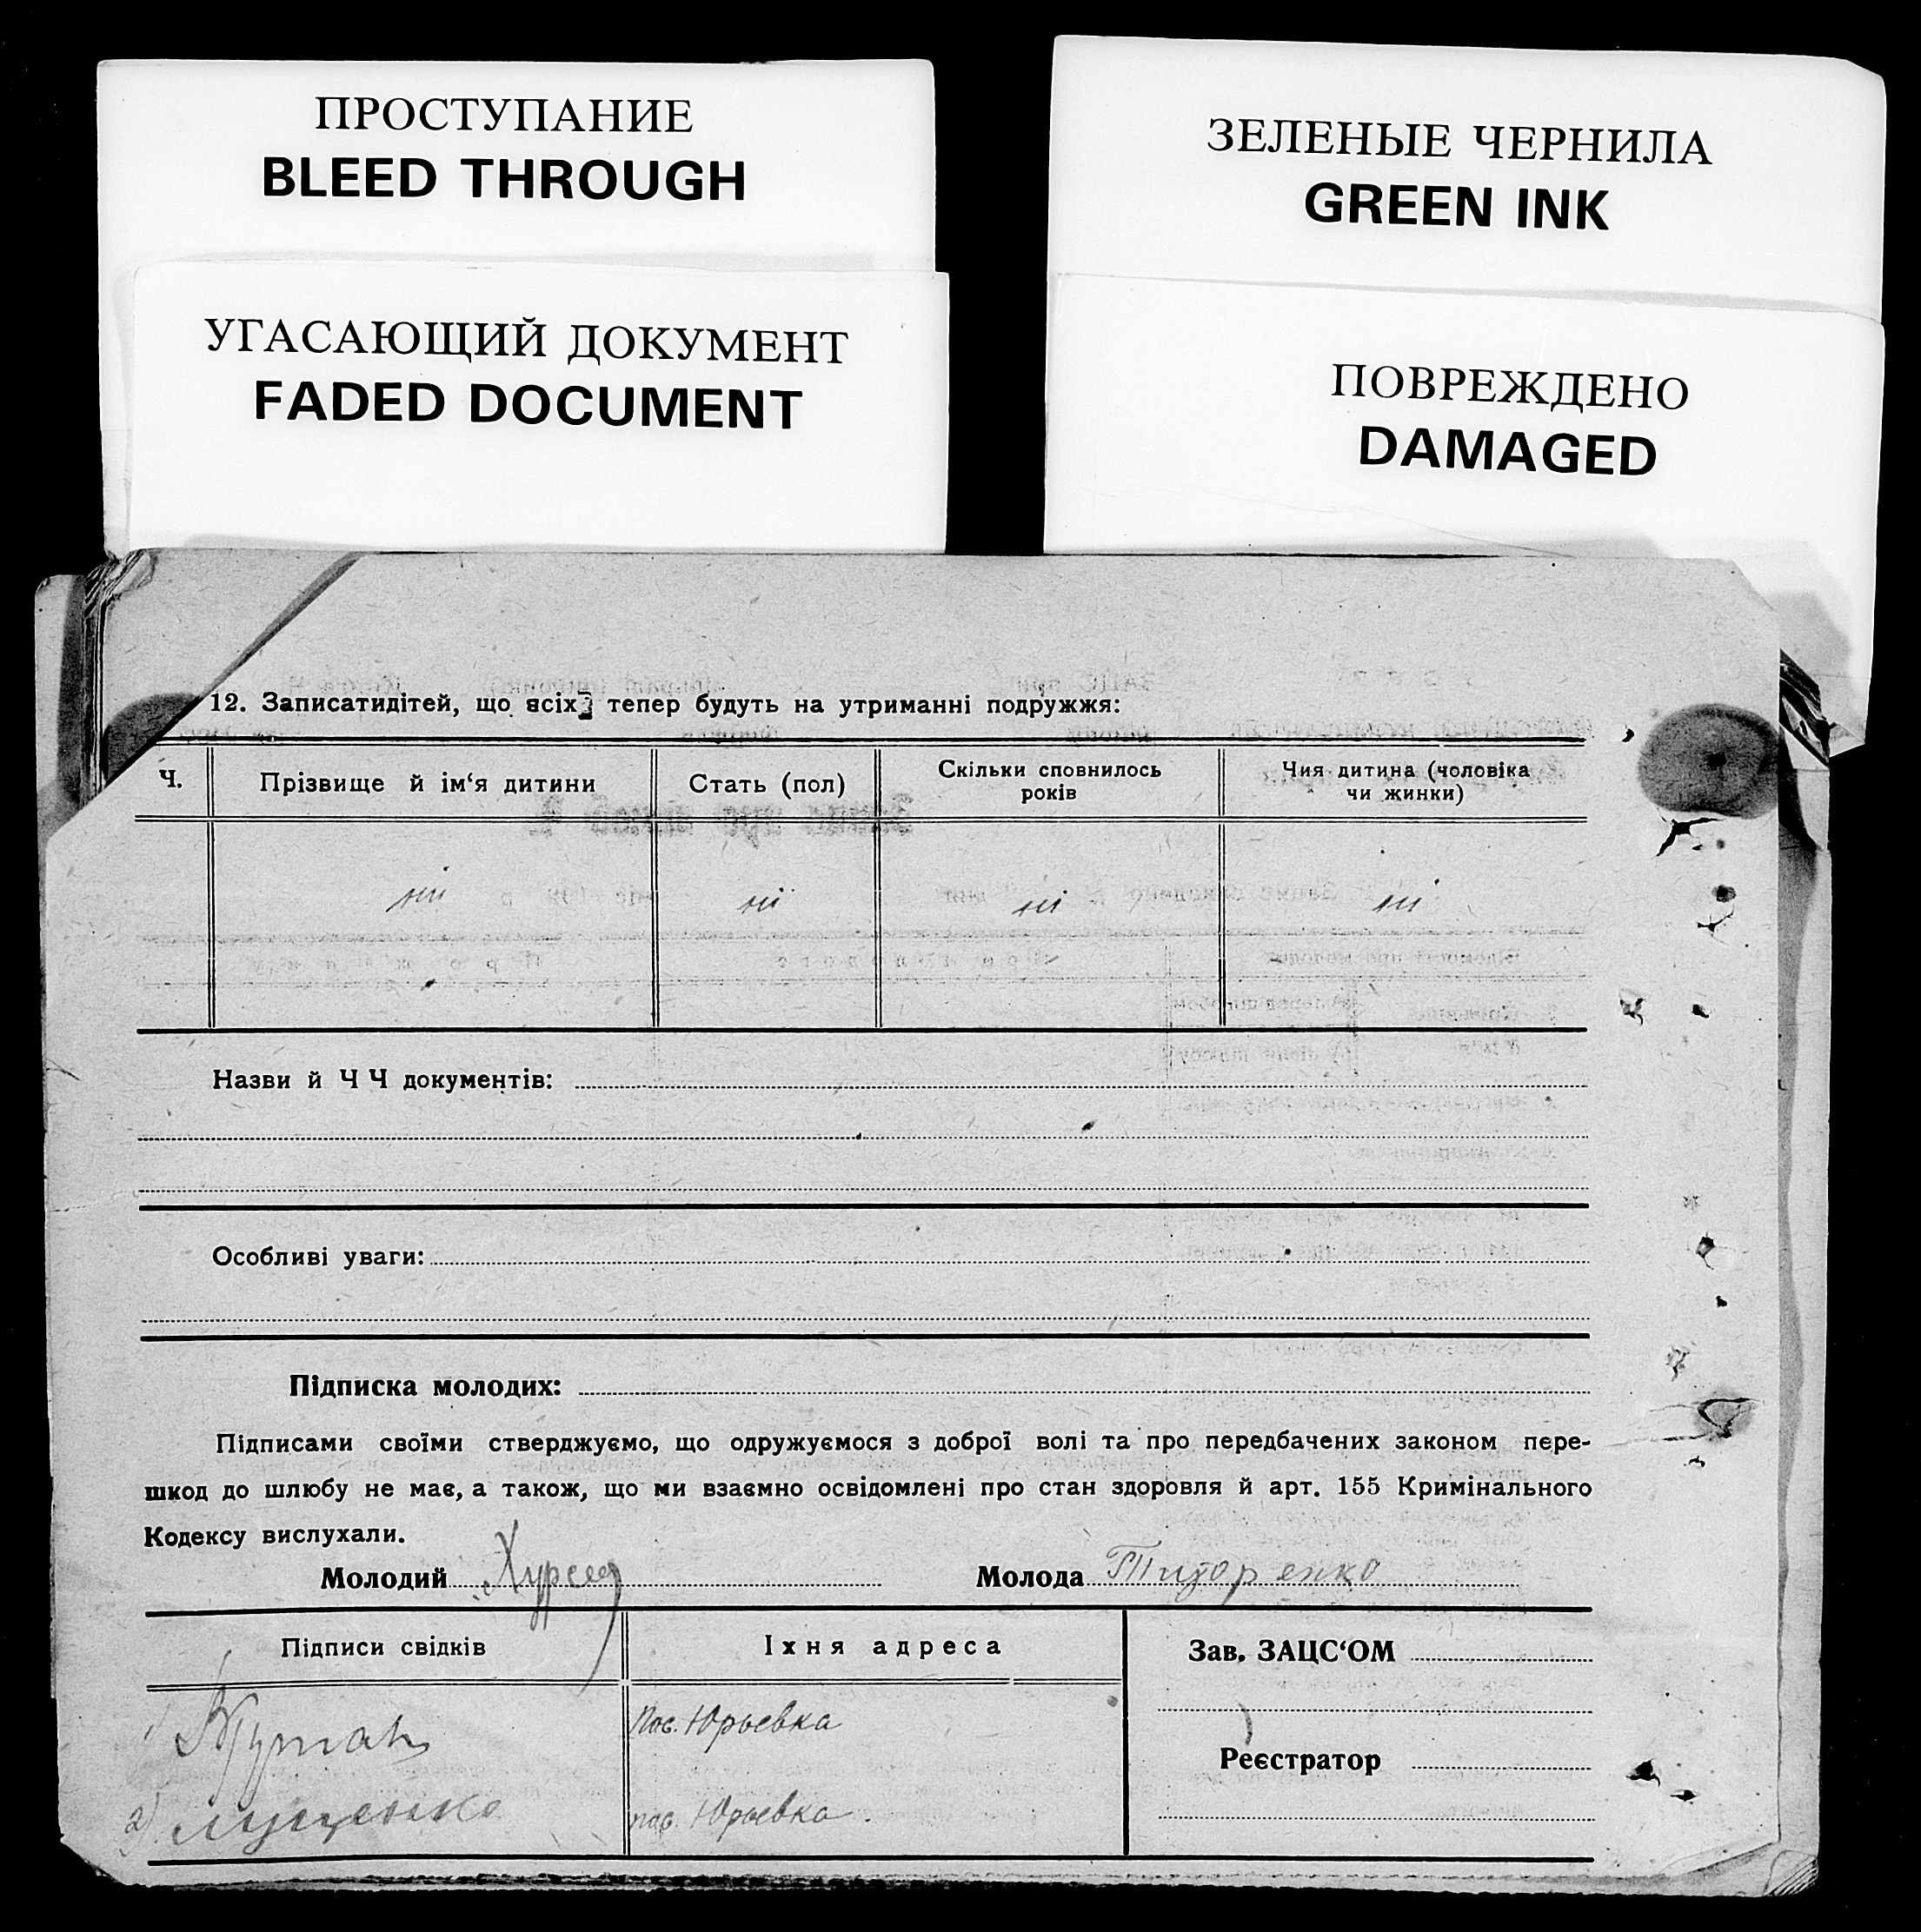 ПРОСТУПАНИЕ
BLEED THROUGH
ЗЕЛЕНЫЕ ЧЕРНИЛА
GREEN INK
УГАСАЮЩИЙ ДОКУМЕНТ
FADED DOCUMENT
ПОВРЕЖДЕНО
DAMAGED
12. Записатидітей, що всіх тепер будуть на утриманні подружжя:
Ч. Прізвище й ім‘я дитини Стать (пол) Скільки сповнилось років Чия дитина (чоловіка чи жинки)
ні ні ні ні
Назви й Ч Ч документів:
Особливі уваги:
Підписка молодих:
Підписами своїми стверджуємо, що одружуємося з доброї волі та про передбачених законом пере-
шкод до шлюбу не має, а також, що ми взаємно освідомлені про стан здоровля й арт. 155 Кримінального
Кодексу вислухали.
Молодий Молода Титоренко
Підписи свідків Іхня адреса Зав. ЗАЦС‘ОМ
1) пос. Юрьевка
Реєстратор
2) Луценко пос. Юрьевка.